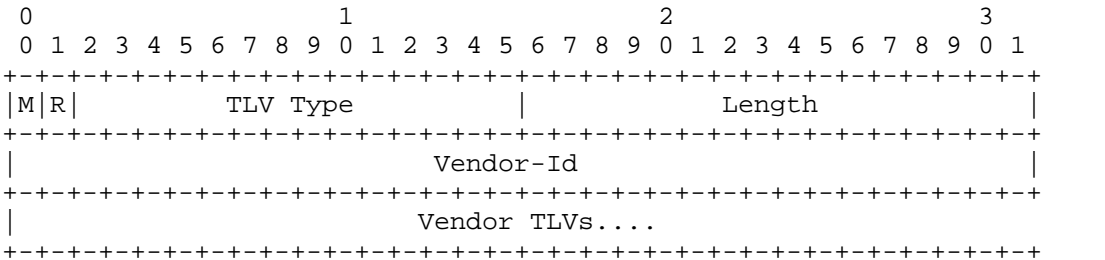 0                   1                   2                   3
 0 1 2 3 4 5 6 7 8 9 0 1 2 3 4 5 6 7 8 9 0 1 2 3 4 5 6 7 8 9 0 1
+-+-+-+-+-+-+-+-+-+-+-+-+-+-+-+-+-+-+-+-+-+-+-+-+-+-+-+-+-+-+-+-+
|M|R|         TLV Type          |            Length             |
+-+-+-+-+-+-+-+-+-+-+-+-+-+-+-+-+-+-+-+-+-+-+-+-+-+-+-+-+-+-+-+-+
|                          Vendor-Id                            |
+-+-+-+-+-+-+-+-+-+-+-+-+-+-+-+-+-+-+-+-+-+-+-+-+-+-+-+-+-+-+-+-+
|                         Vendor TLVs....
+-+-+-+-+-+-+-+-+-+-+-+-+-+-+-+-+-+-+-+-+-+-+-+-+-+-+-+-+-+-+-+-+